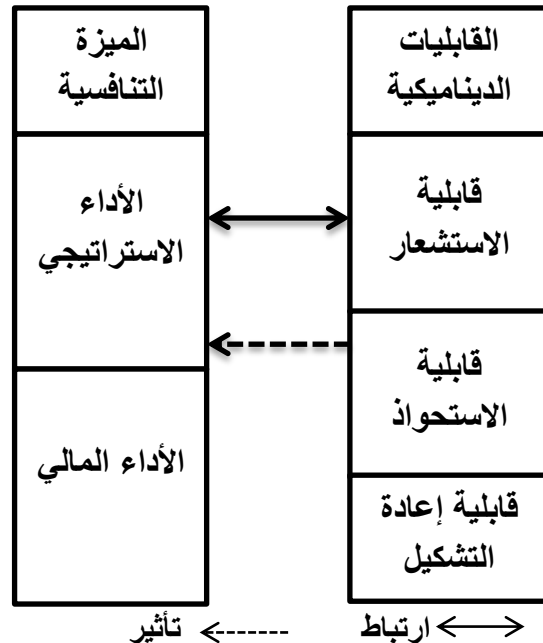 القابليات
الديناميكية
قابلية
الاستشعار
قابلية
الاستحواذ
قابلية إعادة
التشكيل
الميزة
التنافسية
الأداء
الاستراتيجي
الأداء المالي
ارتباط
تأثير